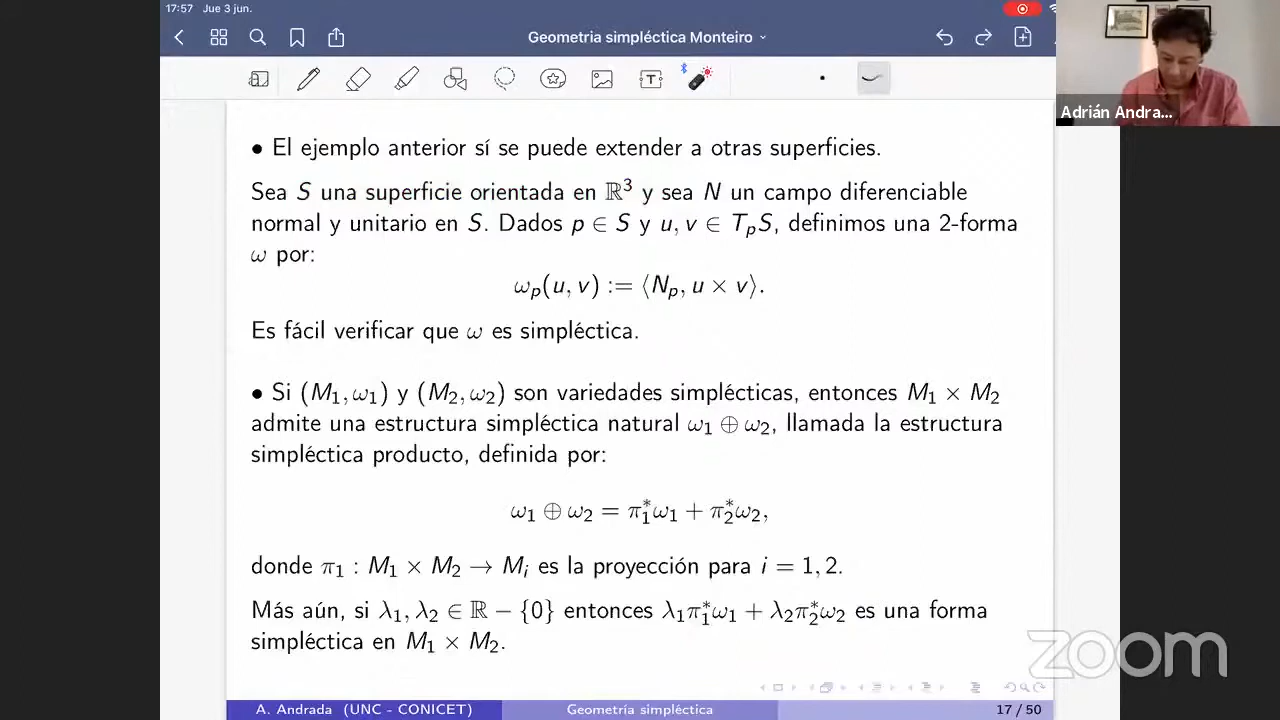 17:57 Jue 3 jun.
Geometria simpléctica Monteiro
T
Adrián Andra...
• El ejemplo anterior sí se puede extender a otras superficies.
Sea S una superficie orientada en ℝ³ y sea N un campo diferenciable
normal y unitario en S. Dados p ∈ S y u, v ∈ TₚS, definimos una 2-forma
ω por:
ωₚ(u, v) := ⟨Nₚ, u × v⟩.
Es fácil verificar que ω es simpléctica.
• Si (M₁, ω₁) y (M₂, ω₂) son variedades simplécticas, entonces M₁ × M₂
admite una estructura simpléctica natural ω₁ ⊕ ω₂, llamada la estructura
simpléctica producto, definida por:
ω₁ ⊕ ω₂ = π₁*ω₁ + π₂*ω₂,
donde π₁ : M₁ × M₂ → Mᵢ es la proyección para i = 1, 2.
Más aún, si λ₁, λ₂ ∈ ℝ − {0} entonces λ₁π₁*ω₁ + λ₂π₂*ω₂ es una forma
simpléctica en M₁ × M₂.
zoom
A. Andrada (UNC - CONICET) Geometría simpléctica 17 / 50